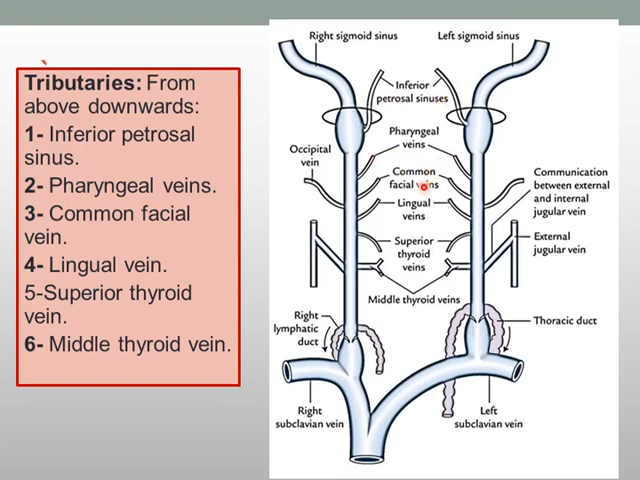 Tributaries: From
above downwards:
1- Inferior petrosal
sinus.
2- Pharyngeal veins.
3- Common facial
vein.
4- Lingual vein.
5-Superior thyroid
vein.
6- Middle thyroid vein.
Right sigmoid sinus
Left sigmoid sinus
Inferior
petrosal sinuses
Pharyngeal
veins
Occipital
vein
Common
facial veins
Communication
between external
and internal
jugular vein
Lingual
veins
External
jugular vein
Superior
thyroid
veins
Middle thyroid veins
Right
lymphatic
duct
Thoracic duct
Right
subclavian vein
Left
subclavian vein